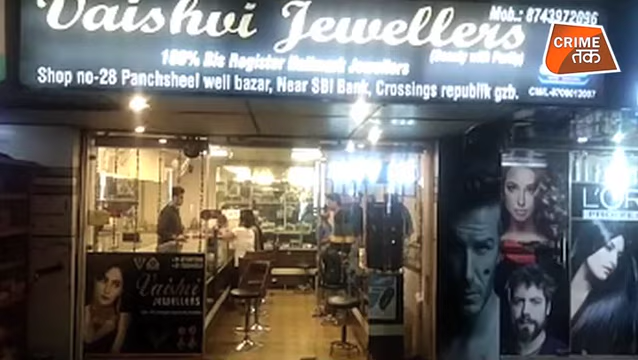 Vaishvi Jewellers
Mob.: 8743972096
100% Bis Register Hallmark Jewellers
(Beauty with Purity)
Shop no-28 Panchsheel well bazar, Near SBI Bank, Crossings republik gzb.
CRIME
तक
Vaishvi
JEWELLERS
L'OR
PROFES